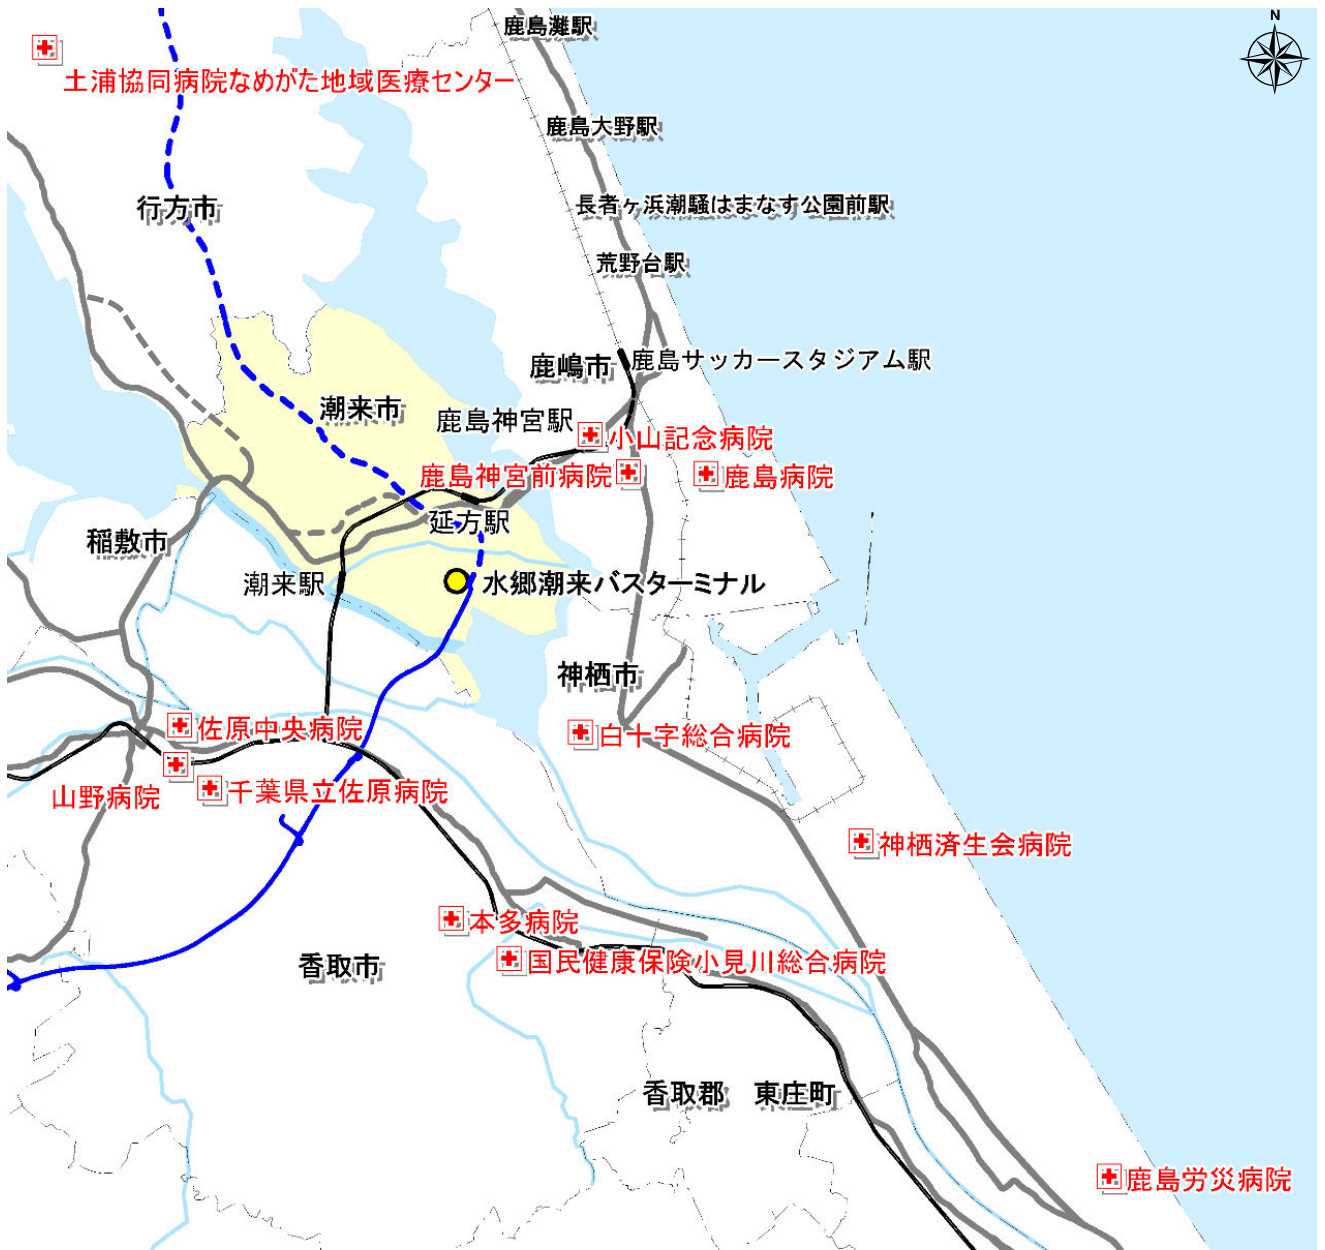 N
鹿島灘駅
土浦協同病院なめがた地域医療センター
鹿島大野駅
行方市
長者ヶ浜潮騒はまなす公園前駅
荒野台駅
鹿嶋市
鹿島サッカースタジアム駅
潮来市
鹿島神宮駅
小山記念病院
鹿島神宮前病院
鹿島病院
延方駅
稲敷市
潮来駅
水郷潮来バスターミナル
神栖市
佐原中央病院
白十字総合病院
山野病院
千葉県立佐原病院
神栖済生会病院
本多病院
香取市
国民健康保険小見川総合病院
香取郡 東庄町
鹿島労災病院